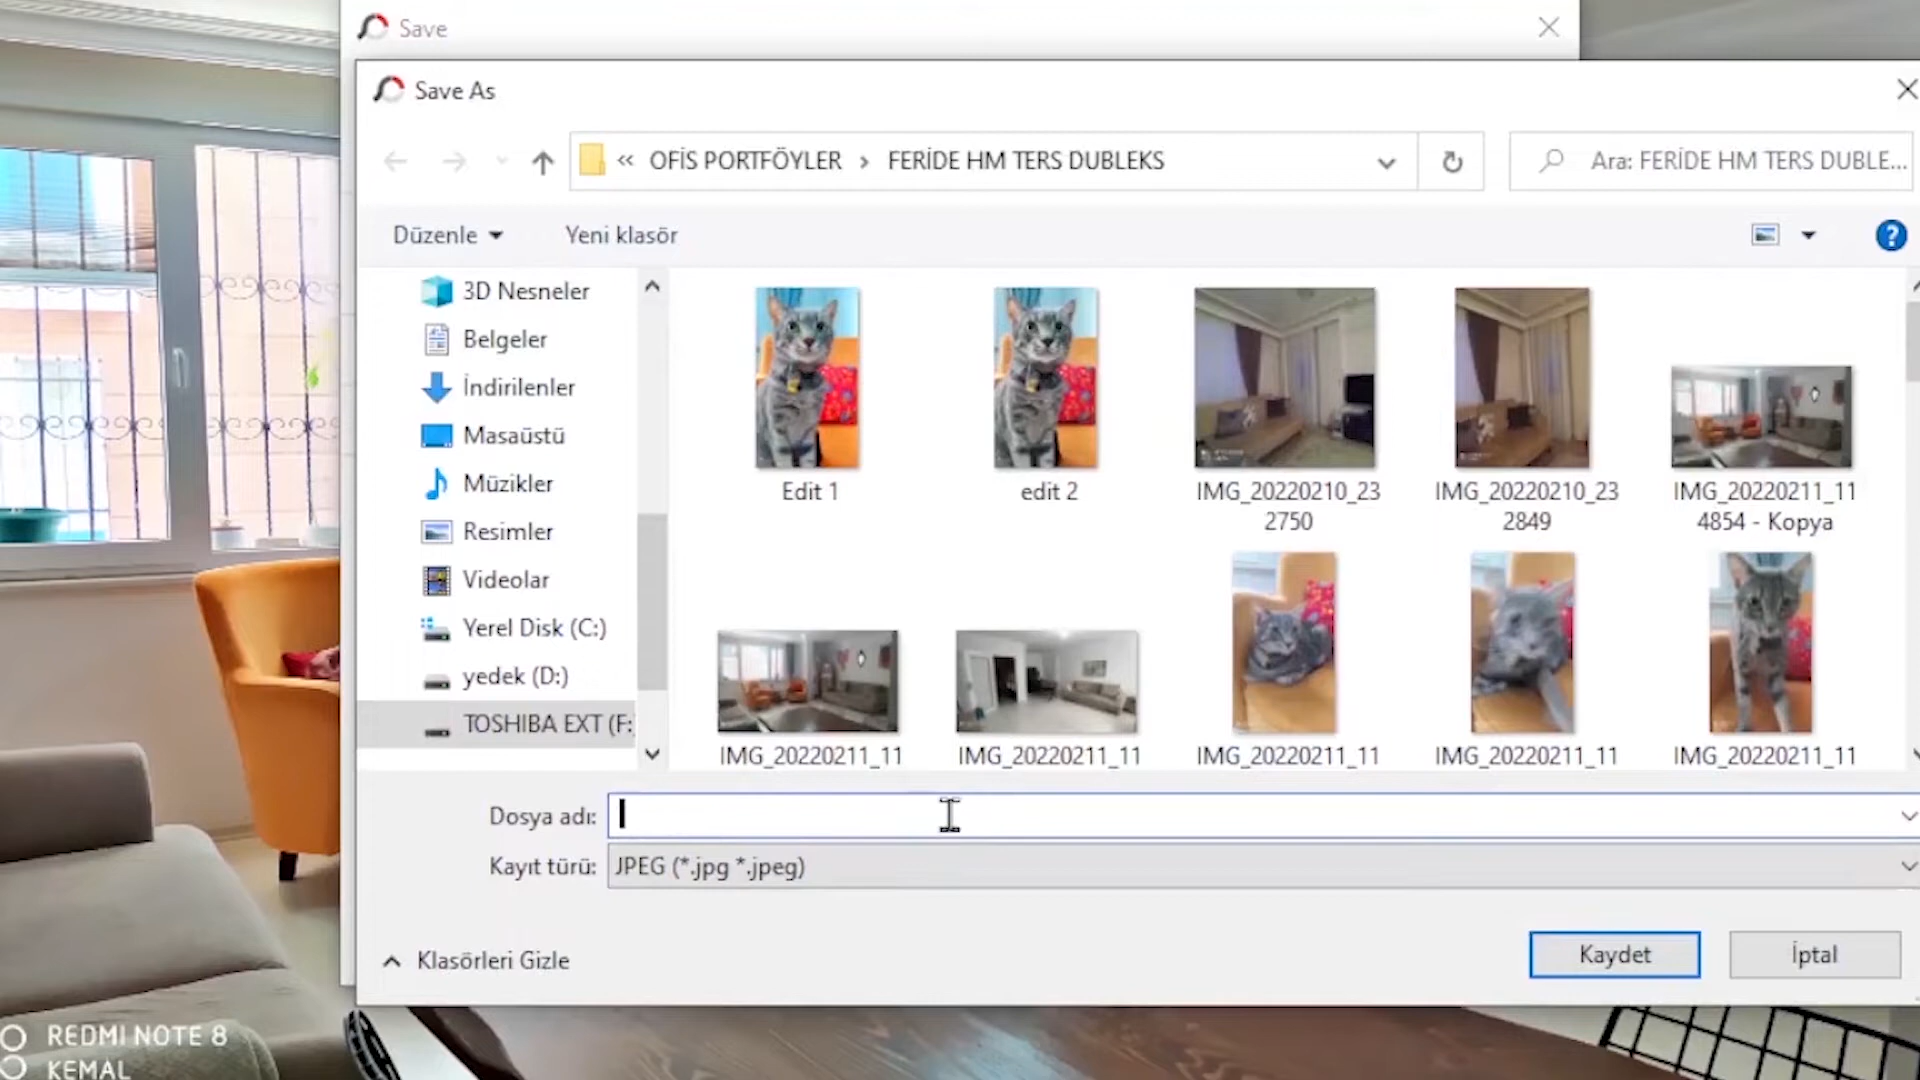 Save
Save As
« OFİS PORTFÖYLER › FERİDE HM TERS DUBLEKS
Ara: FERİDE HM TERS DUBLE...
Düzenle
Yeni klasör
?
3D Nesneler
Belgeler
İndirilenler
Masaüstü
Müzikler
Resimler
Videolar
Yerel Disk (C:)
yedek (D:)
TOSHIBA EXT (F:
Edit 1
edit 2
IMG_20220210_23
2750
IMG_20220210_23
2849
IMG_20220211_11
4854 - Kopya
IMG_20220211_11
IMG_20220211_11
IMG_20220211_11
IMG_20220211_11
IMG_20220211_11
Dosya adı:
Kayıt türü: JPEG (*.jpg *.jpeg)
Klasörleri Gizle
Kaydet
İptal
REDMI NOTE 8
KEMAL